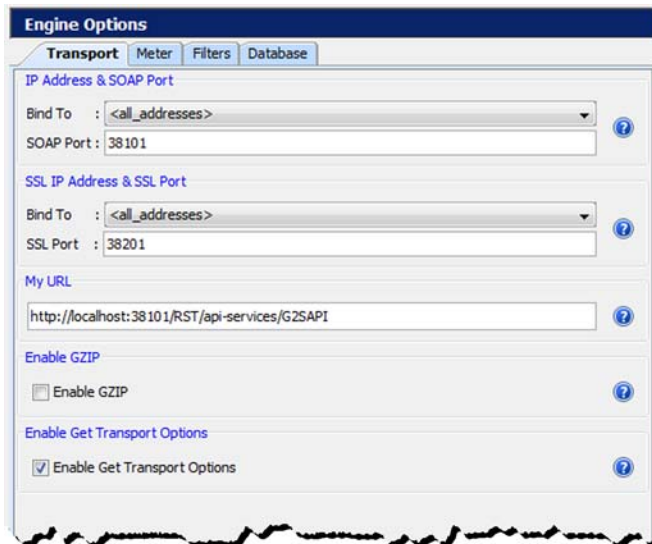 Engine Options
Transport Meter Filters Database
IP Address & SOAP Port
Bind To : <all_addresses>
SOAP Port : 38101
SSL IP Address & SSL Port
Bind To : <all_addresses>
SSL Port : 38201
My URL
http://localhost:38101/RST/api-services/G2SAPI
Enable GZIP
Enable GZIP
Enable Get Transport Options
Enable Get Transport Options